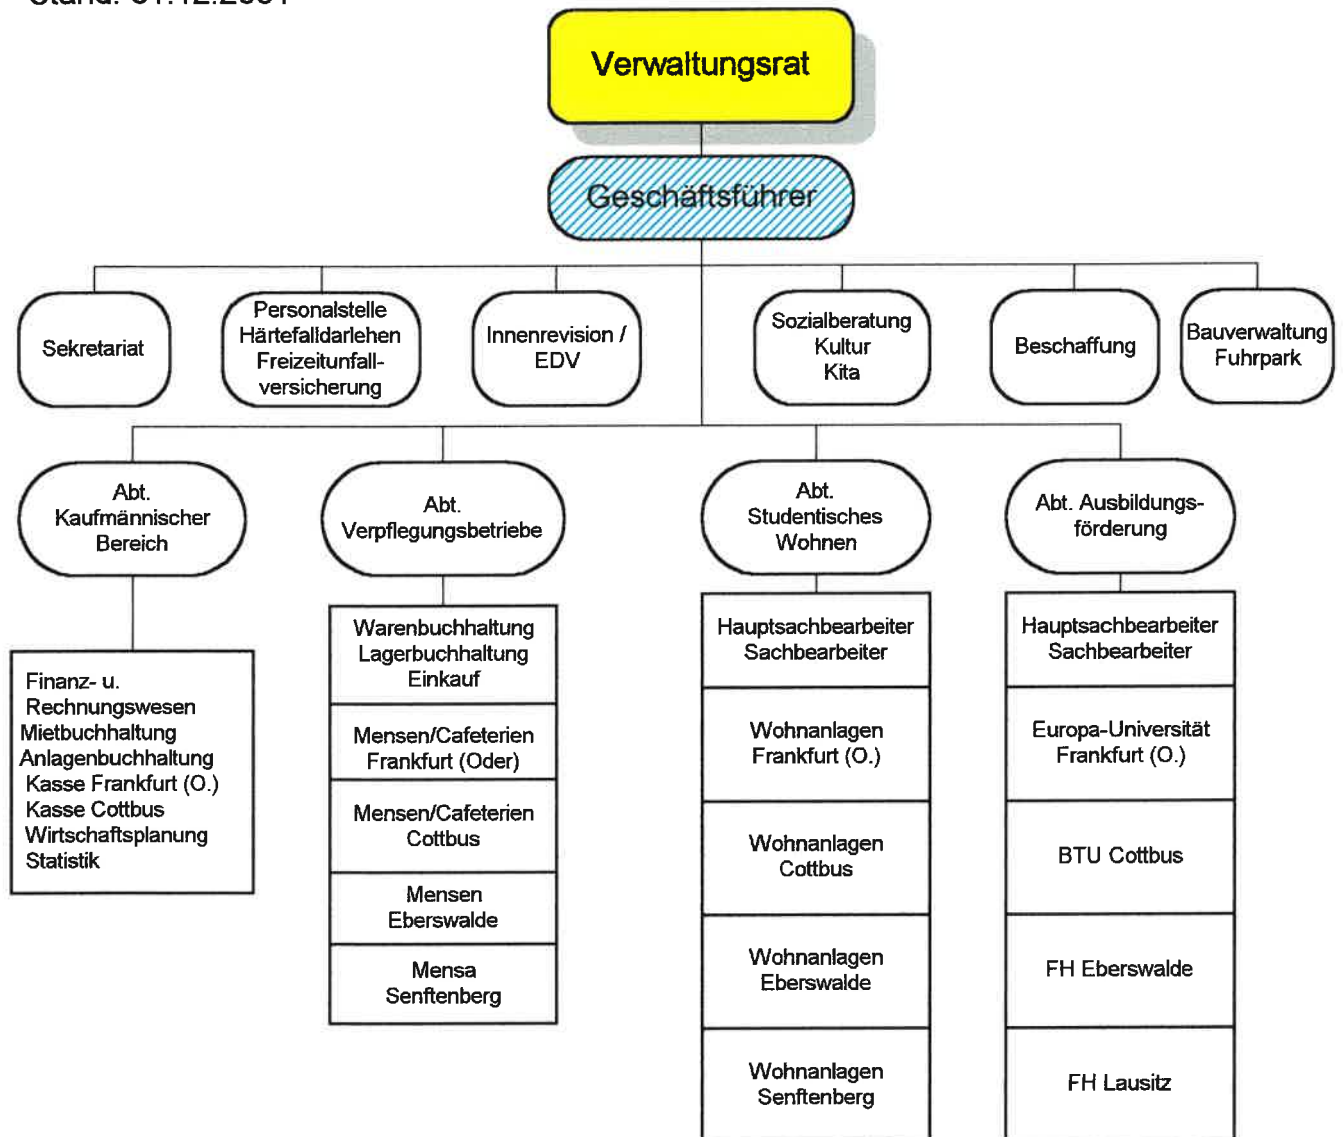 Verwaltungsrat
Geschäftsführer
Sekretariat
Personalstelle
Härtefalldarlehen
Freizeitunfall-
versicherung
Innenrevision /
EDV
Sozialberatung
Kultur
Kita
Beschaffung
Bauverwaltung
Fuhrpark
Abt.
Kaufmännischer
Bereich
Abt.
Verpflegungsbetriebe
Abt.
Studentisches
Wohnen
Abt. Ausbildungs-
förderung
Finanz- u.
Rechnungswesen
Mietbuchhaltung
Anlagenbuchhaltung
Kasse Frankfurt (O.)
Kasse Cottbus
Wirtschaftsplanung
Statistik
Warenbuchhaltung
Lagerbuchhaltung
Einkauf
Mensen/Cafeterien
Frankfurt (Oder)
Mensen/Cafeterien
Cottbus
Mensen
Eberswalde
Mensa
Senftenberg
Hauptsachbearbeiter
Sachbearbeiter
Wohnanlagen
Frankfurt (O.)
Wohnanlagen
Cottbus
Wohnanlagen
Eberswalde
Wohnanlagen
Senftenberg
Hauptsachbearbeiter
Sachbearbeiter
Europa-Universität
Frankfurt (O.)
BTU Cottbus
FH Eberswalde
FH Lausitz